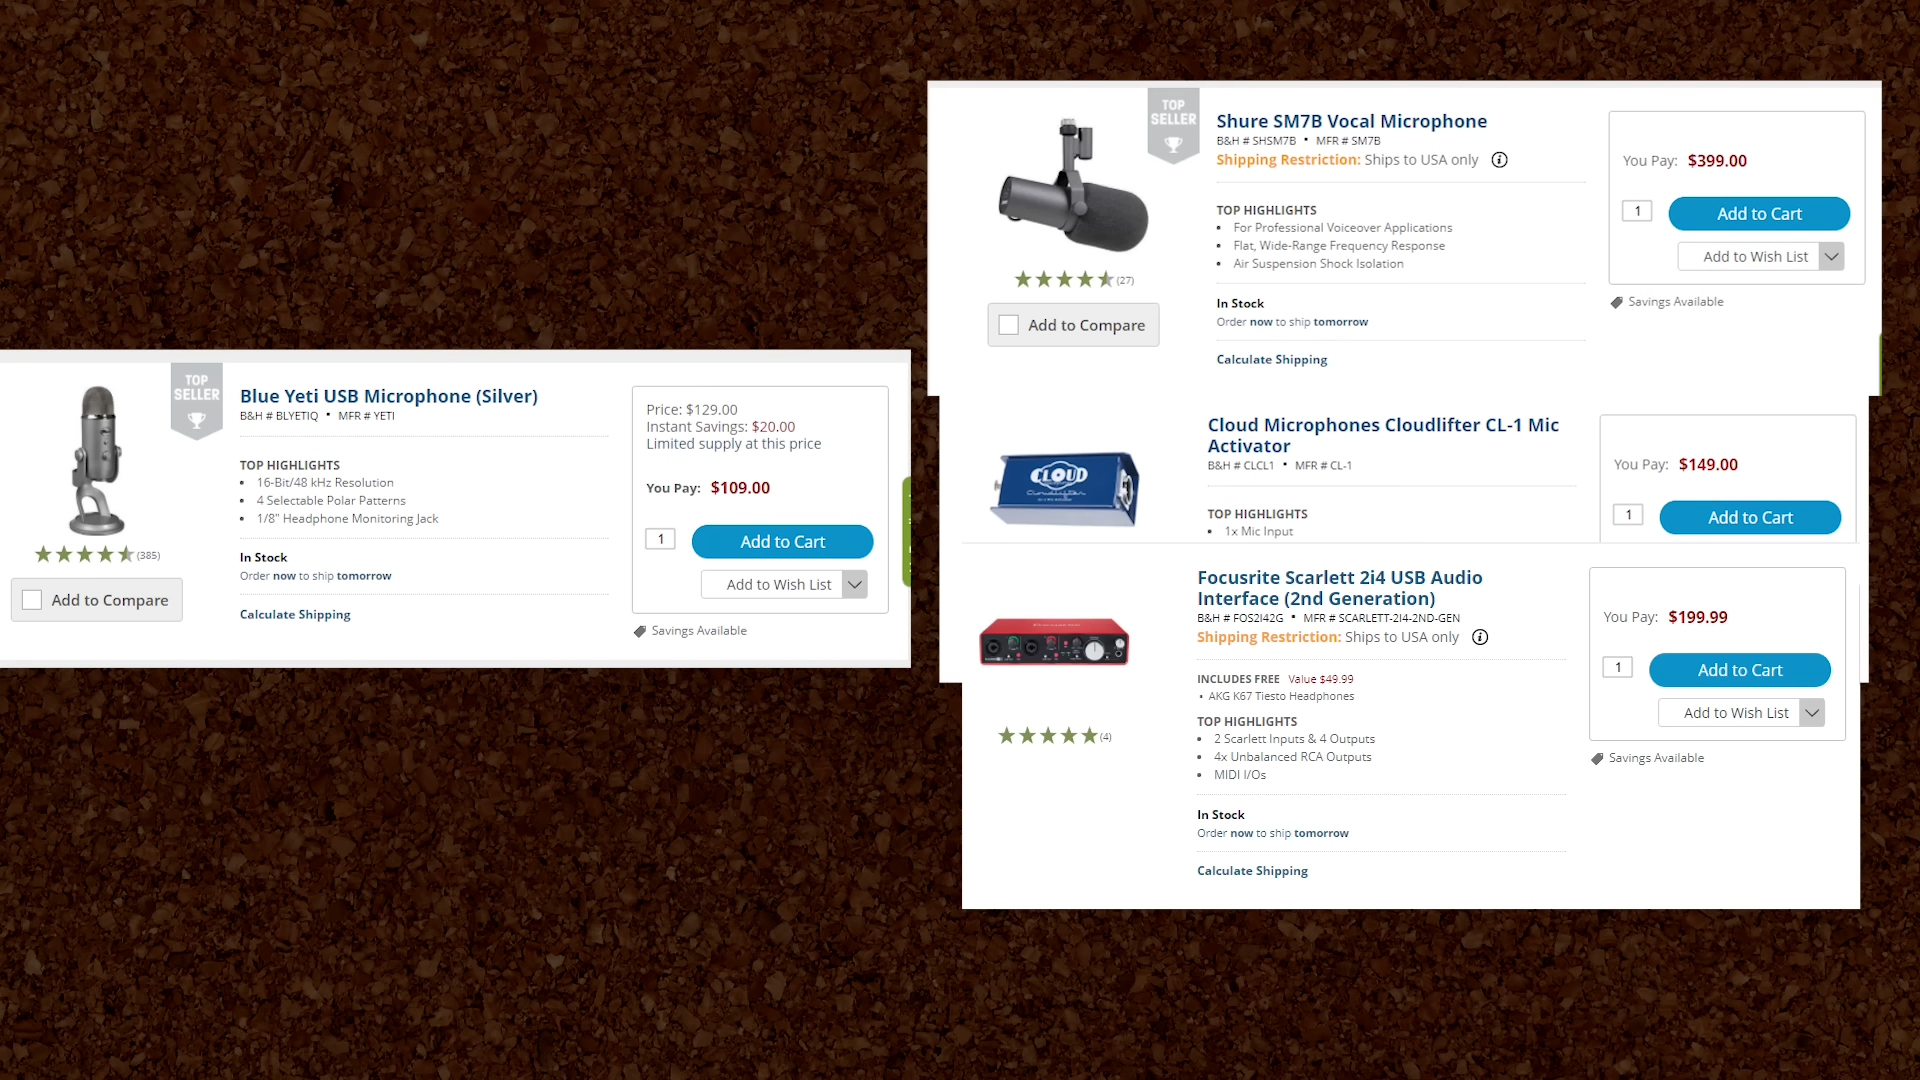 TOP
SELLER
Blue Yeti USB Microphone (Silver)
B&H # BLYETIQ • MFR # YETI
TOP HIGHLIGHTS
• 16-Bit/48 kHz Resolution
• 4 Selectable Polar Patterns
• 1/8" Headphone Monitoring Jack
(385)
In Stock
Order now to ship tomorrow
Add to Compare
Calculate Shipping
Price: $129.00
Instant Savings: $20.00
Limited supply at this price
You Pay: $109.00
1
Add to Cart
Add to Wish List
Savings Available
TOP
SELLER
Shure SM7B Vocal Microphone
B&H # SHSM7B • MFR # SM7B
Shipping Restriction: Ships to USA only
TOP HIGHLIGHTS
• For Professional Voiceover Applications
• Flat, Wide-Range Frequency Response
• Air Suspension Shock Isolation
(27)
In Stock
Order now to ship tomorrow
Add to Compare
Calculate Shipping
You Pay: $399.00
1
Add to Cart
Add to Wish List
Savings Available
Cloud Microphones Cloudlifter CL-1 Mic
Activator
B&H # CLCL1 • MFR # CL-1
CLOUD
Cloudlifter
TOP HIGHLIGHTS
• 1x Mic Input
You Pay: $149.00
1
Add to Cart
Focusrite Scarlett 2i4 USB Audio
Interface (2nd Generation)
B&H # FOS2I42G • MFR # SCARLETT-2I4-2ND-GEN
Shipping Restriction: Ships to USA only
INCLUDES FREE Value $49.99
• AKG K67 Tiesto Headphones
TOP HIGHLIGHTS
• 2 Scarlett Inputs & 4 Outputs
• 4x Unbalanced RCA Outputs
• MIDI I/Os
(4)
In Stock
Order now to ship tomorrow
Calculate Shipping
You Pay: $199.99
1
Add to Cart
Add to Wish List
Savings Available